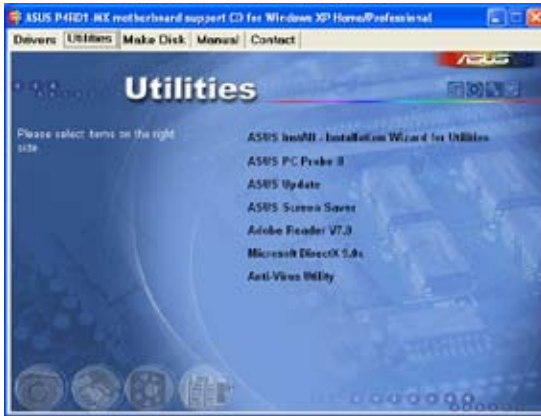 ASUS P4RD1-MX motherboard support CD for Windows XP Home/Professional
Drivers Utilities Make Disk Manual Contact
ASUS
Utilities
Please select items on the right
side
ASUS InstAll - Installation Wizard for Utilities
ASUS PC Probe II
ASUS Update
ASUS Screen Saver
Adobe Reader V7.0
Microsoft DirectX 9.0c
Anti-Virus Utility